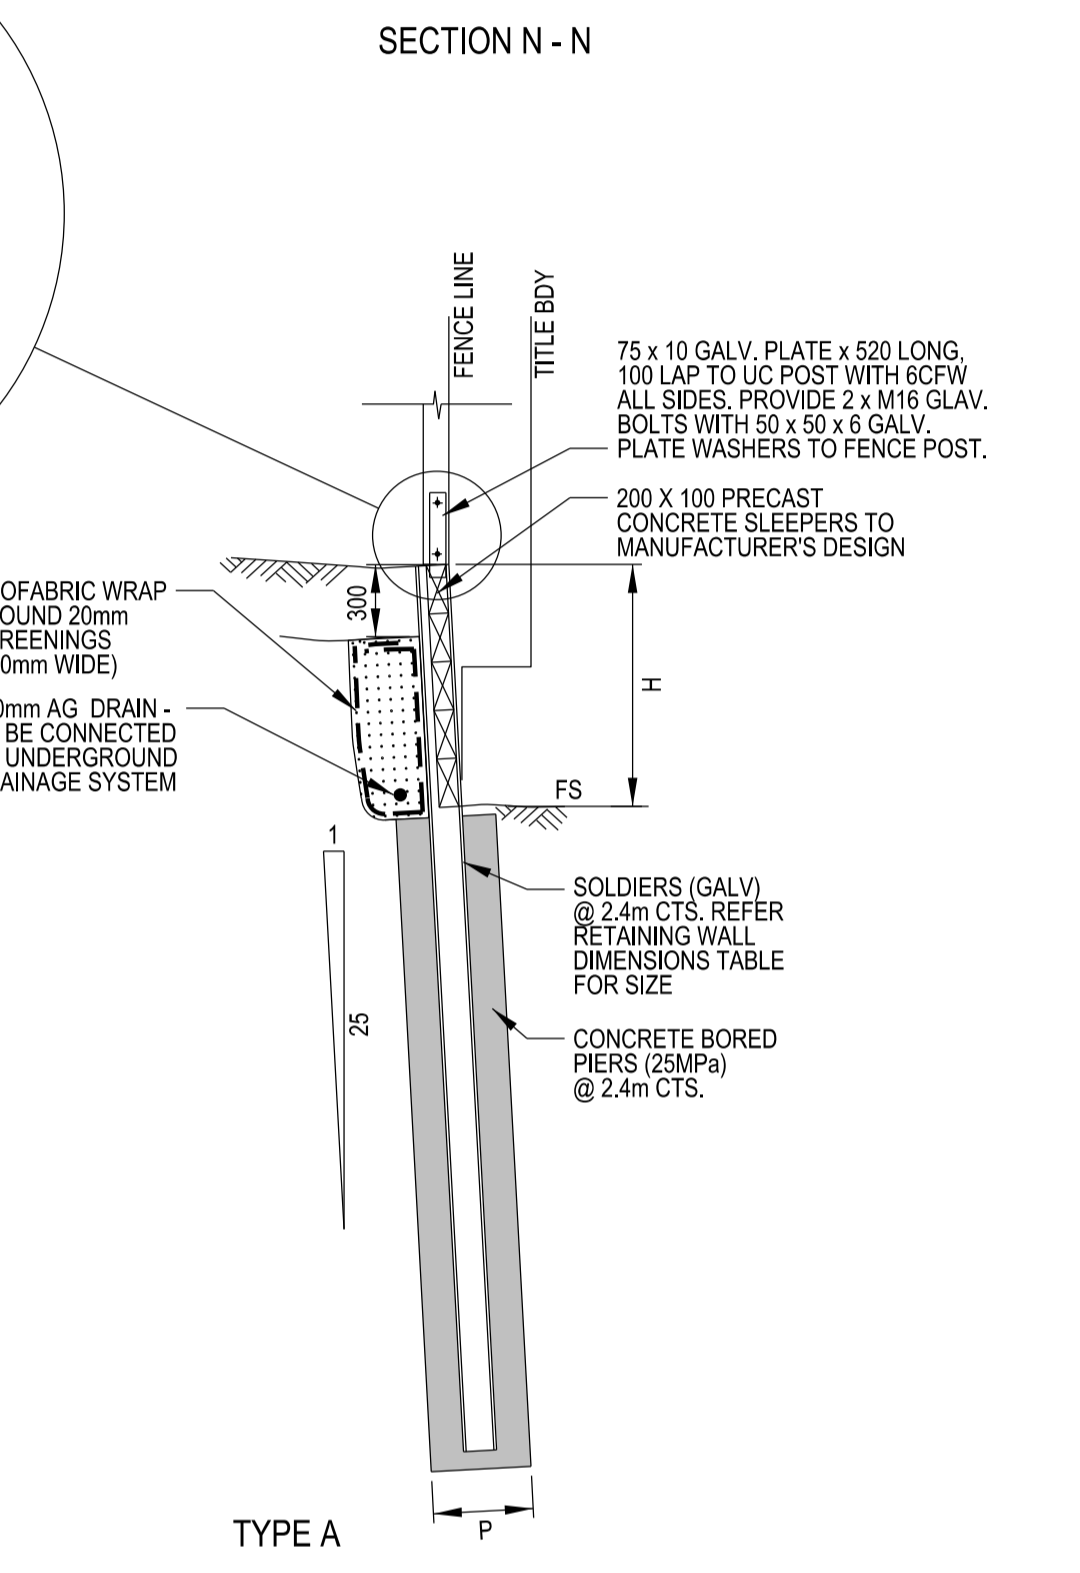 SECTION N - N
FENCE LINE
TITLE BDY
75 x 10 GALV. PLATE x 520 LONG,
100 LAP TO UC POST WITH 6CFW
ALL SIDES. PROVIDE 2 x M16 GLAV.
BOLTS WITH 50 x 50 x 6 GALV.
PLATE WASHERS TO FENCE POST.
200 X 100 PRECAST
CONCRETE SLEEPERS TO
MANUFACTURER'S DESIGN
OFABRIC WRAP
OUND 20mm
REENINGS
0mm WIDE)
300
H
0mm AG DRAIN -
BE CONNECTED
UNDERGROUND
AINAGE SYSTEM
FS
1
25
SOLDIERS (GALV)
@ 2.4m CTS. REFER
RETAINING WALL
DIMENSIONS TABLE
FOR SIZE
CONCRETE BORED
PIERS (25MPa)
@ 2.4m CTS.
P
TYPE A